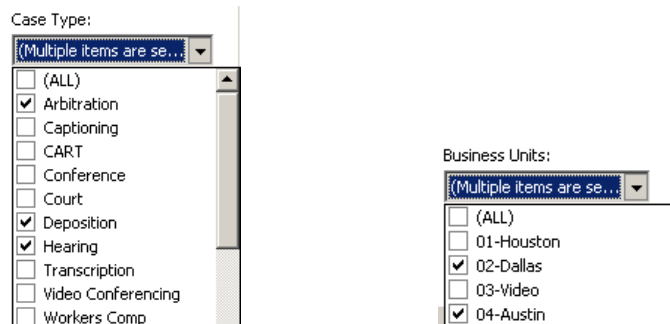 Case Type:
(Multiple items are se...
(ALL)
Arbitration
Captioning
CART
Conference
Court
Deposition
Hearing
Transcription
Video Conferencing
Workers Comp
Business Units:
(Multiple items are se...
(ALL)
01-Houston
02-Dallas
03-Video
04-Austin